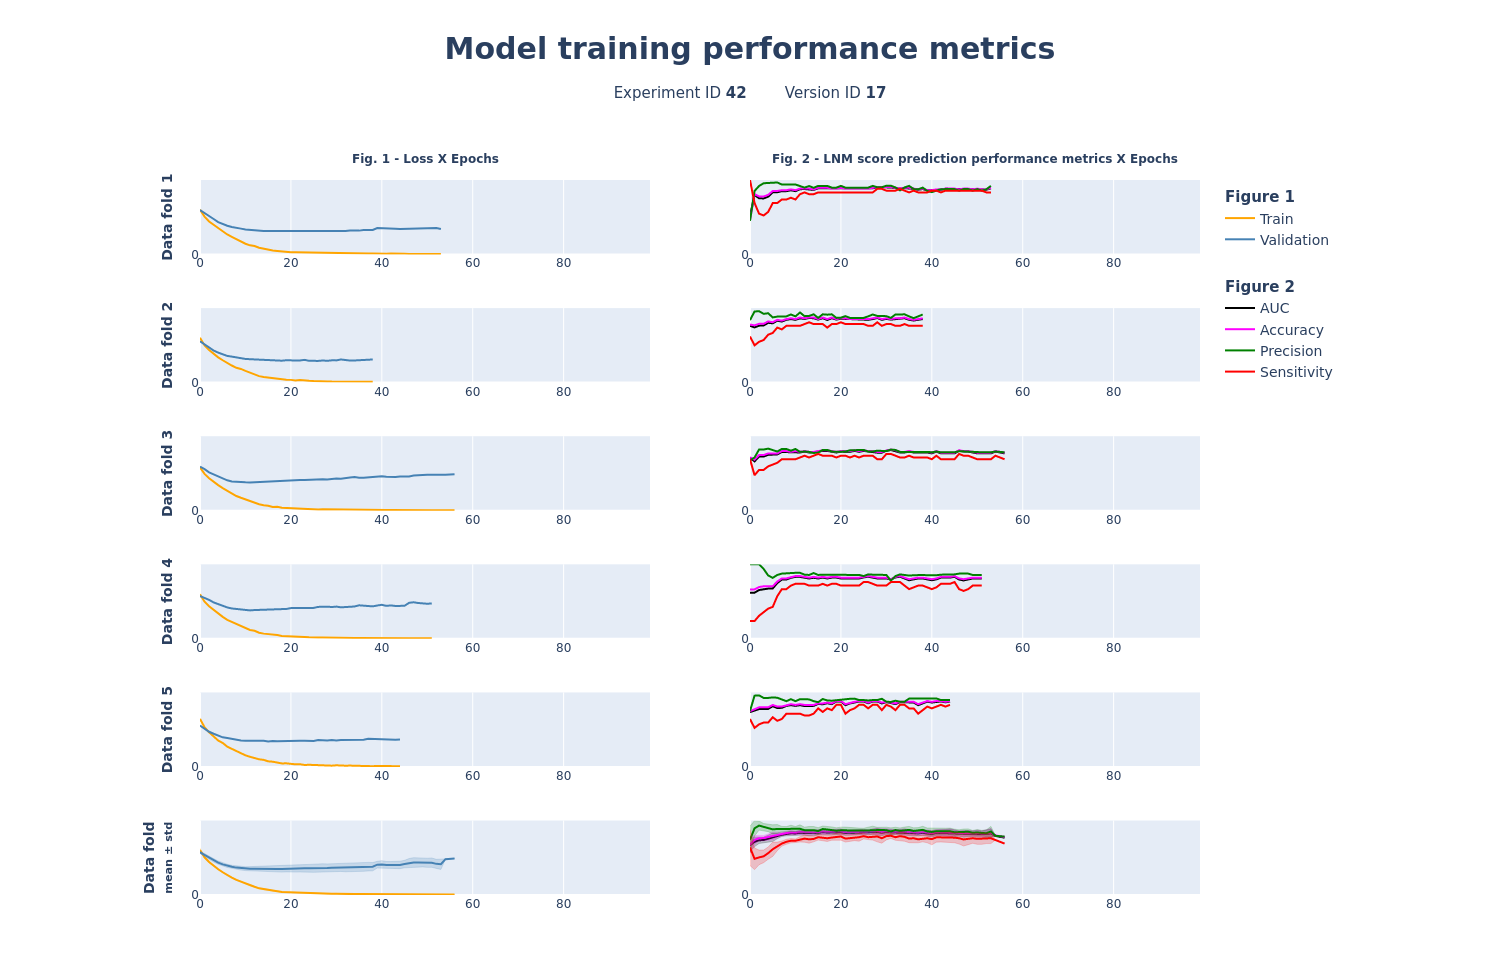 Model training performance metrics
Experiment ID 42 Version ID 17
Fig. 1 - Loss X Epochs
Fig. 2 - LNM score prediction performance metrics X Epochs
Data fold 1
0
0 20 40 60 80
0
0 20 40 60 80
Figure 1
Train
Validation
Figure 2
AUC
Accuracy
Precision
Sensitivity
Data fold 2
0
0 20 40 60 80
0
0 20 40 60 80
Data fold 3
0
0 20 40 60 80
0
0 20 40 60 80
Data fold 4
0
0 20 40 60 80
0
0 20 40 60 80
Data fold 5
0
0 20 40 60 80
0
0 20 40 60 80
Data fold
mean ± std
0
0 20 40 60 80
0
0 20 40 60 80